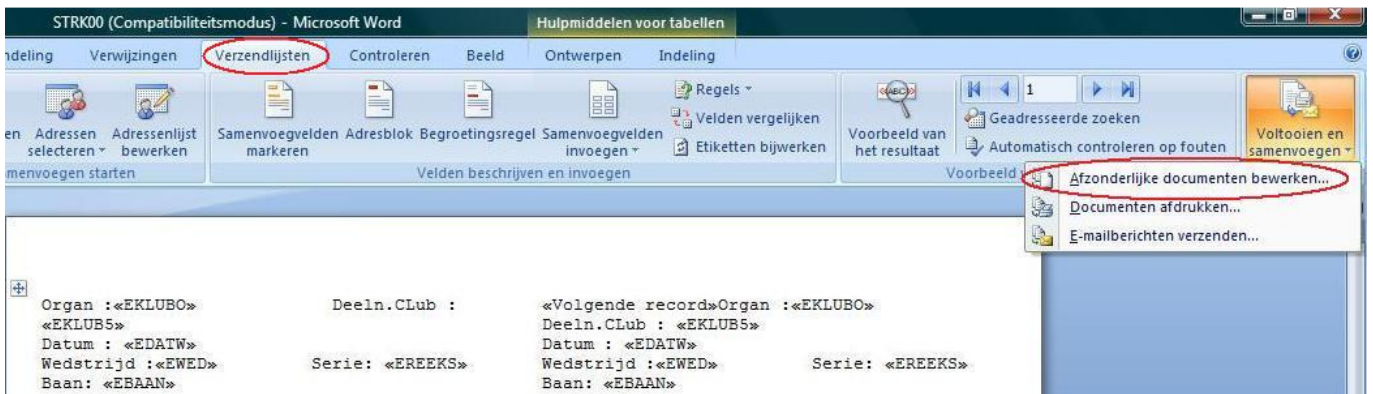 STRK00 (Compatibiliteitsmodus) - Microsoft Word Hulpmiddelen voor tabellen
ndeling Verwijzingen Verzendlijsten Controleren Beeld Ontwerpen Indeling
Adressen selecteren
Adressenlijst bewerken
Samenvoegvelden markeren
Adresblok
Begroetingsregel
Samenvoegvelden invoegen
Regels
Velden vergelijken
Etiketten bijwerken
«ABC»
Voorbeeld van het resultaat
1
Geadresseerde zoeken
Automatisch controleren op fouten
Voltooien en samenvoegen
menvoegen starten Velden beschrijven en invoegen Voorbeeld
Afzonderlijke documenten bewerken...
Documenten afdrukken...
E-mailberichten verzenden...
Organ :«EKLUBO» Deeln.CLub : «Volgende record»Organ :«EKLUBO»
«EKLUB5» Deeln.CLub : «EKLUB5»
Datum : «EDATW» Datum : «EDATW»
Wedstrijd :«EWED» Serie: «EREEKS» Wedstrijd :«EWED» Serie: «EREEKS»
Baan: «EBAAN» Baan: «EBAAN»